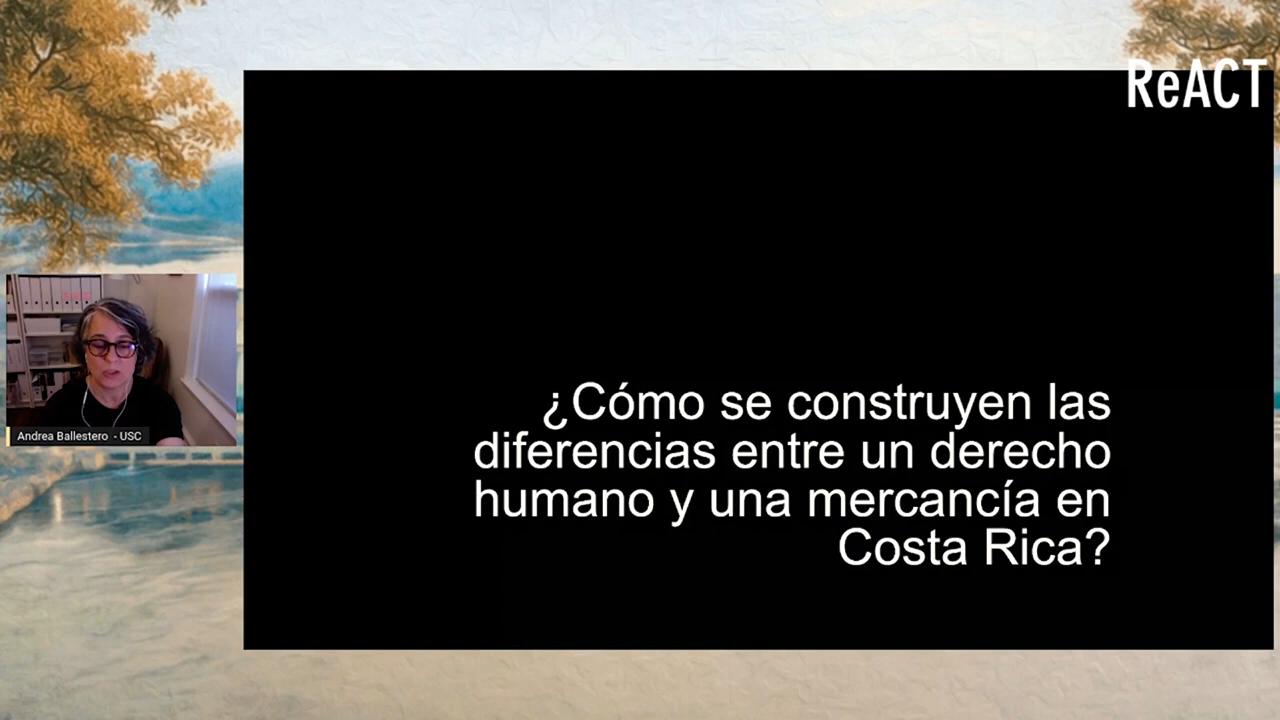 ReACT
¿Cómo se construyen las
diferencias entre un derecho
humano y una mercancía en
Costa Rica?
Andrea Ballestero - USC